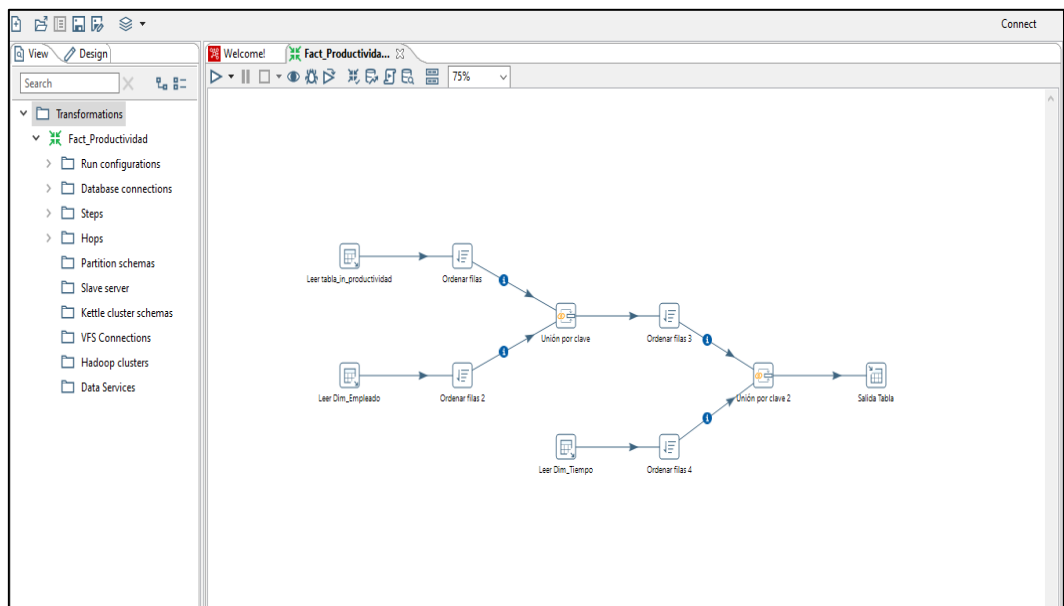 Connect
View
Design
Welcome!
Fact_Productivida...
Search
75%
Transformations
Fact_Productividad
Run configurations
Database connections
Steps
Hops
Partition schemas
Slave server
Kettle cluster schemas
VFS Connections
Hadoop clusters
Data Services
Leer tabla_in_productividad
Ordenar filas
Unión por clave
Ordenar filas 3
Leer Dim_Empleado
Ordenar filas 2
Unión por clave 2
Salida Tabla
Leer Dim_Tiempo
Ordenar filas 4